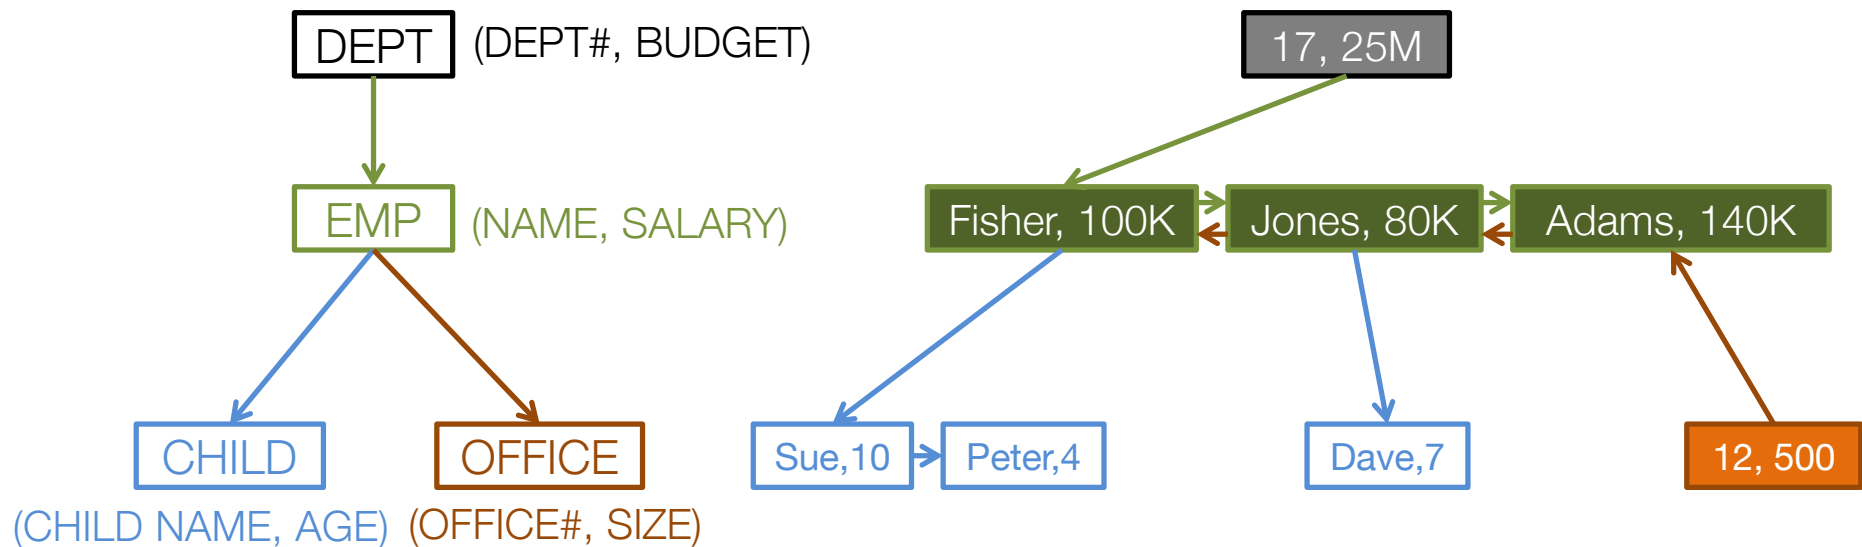 DEPT
(DEPT#, BUDGET)
17, 25M
EMP
(NAME, SALARY)
Fisher, 100K
Jones, 80K
Adams, 140K
CHILD
OFFICE
Sue,10
Peter,4
Dave,7
12, 500
(CHILD NAME, AGE)
(OFFICE#, SIZE)